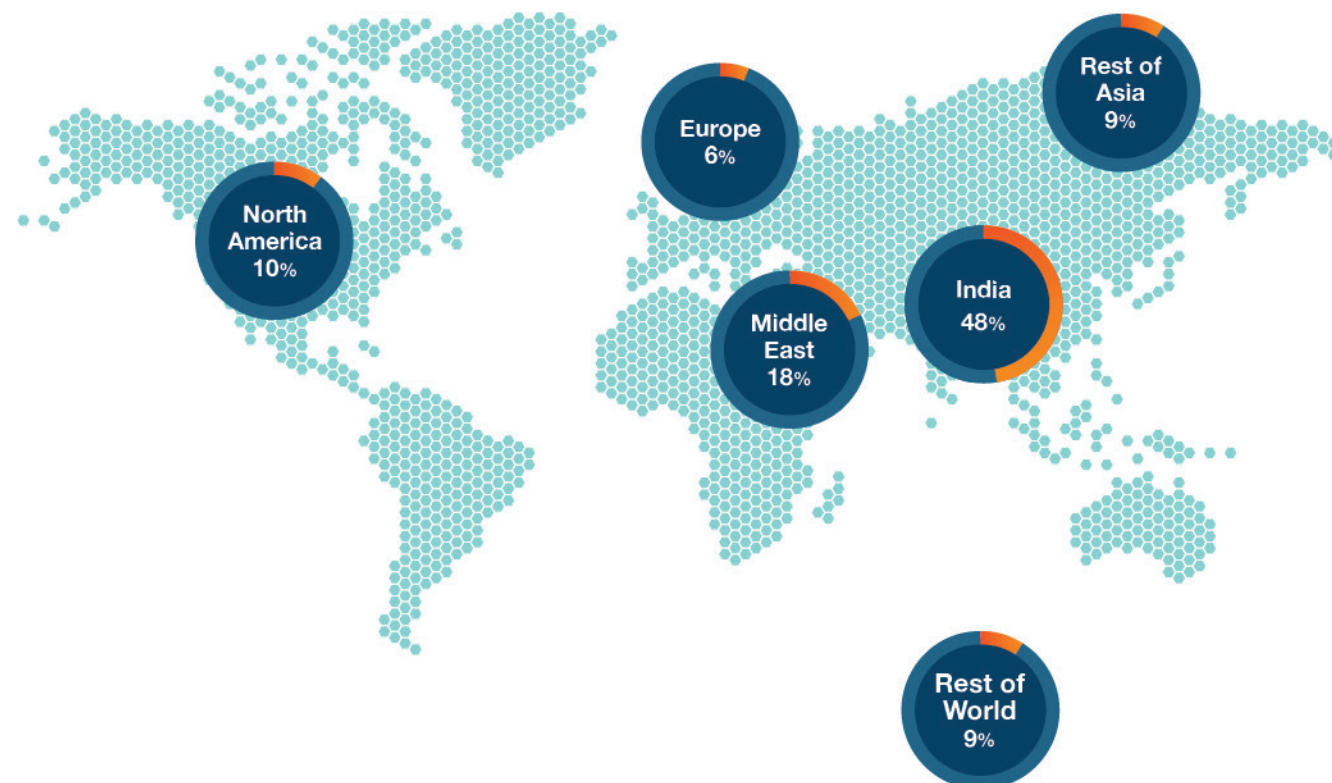 Rest of
Asia
9%
Europe
6%
North
America
10%
India
48%
Middle
East
18%
Rest of
World
9%